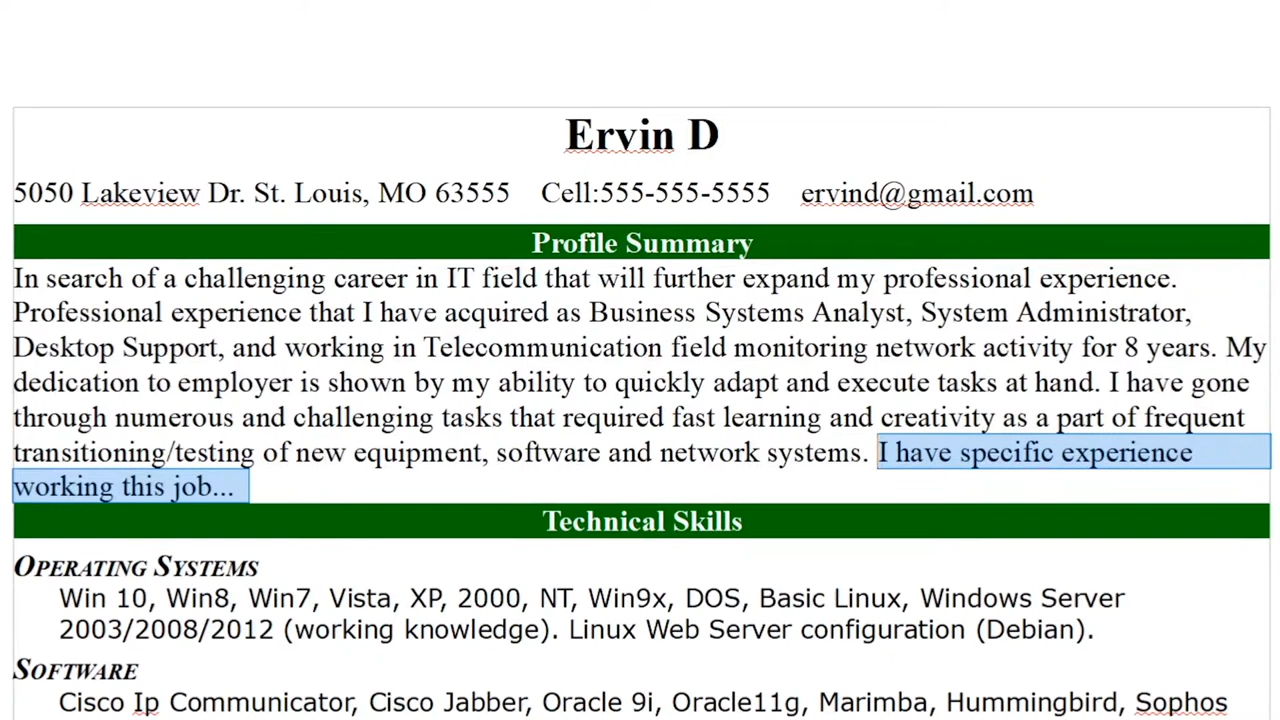 Ervin D
5050 Lakeview Dr. St. Louis, MO 63555 Cell:555-555-5555 ervind@gmail.com
Profile Summary
In search of a challenging career in IT field that will further expand my professional experience.
Professional experience that I have acquired as Business Systems Analyst, System Administrator,
Desktop Support, and working in Telecommunication field monitoring network activity for 8 years. My
dedication to employer is shown by my ability to quickly adapt and execute tasks at hand. I have gone
through numerous and challenging tasks that required fast learning and creativity as a part of frequent
transitioning/testing of new equipment, software and network systems. I have specific experience
working this job...
Technical Skills
OPERATING SYSTEMS
Win 10, Win8, Win7, Vista, XP, 2000, NT, Win9x, DOS, Basic Linux, Windows Server
2003/2008/2012 (working knowledge). Linux Web Server configuration (Debian).
SOFTWARE
Cisco Ip Communicator, Cisco Jabber, Oracle 9i, Oracle11g, Marimba, Hummingbird, Sophos